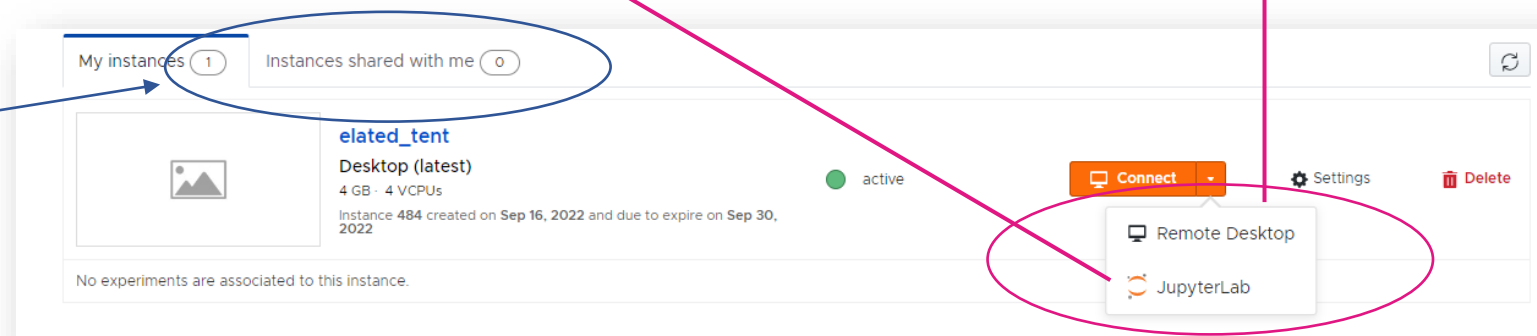 My instances 1 Instances shared with me 0
elated_tent
Desktop (latest)
4 GB · 4 VCPUs
active
Connect
Settings
Delete
Instance 484 created on Sep 16, 2022 and due to expire on Sep 30,
2022
Remote Desktop
No experiments are associated to this instance.
JupyterLab